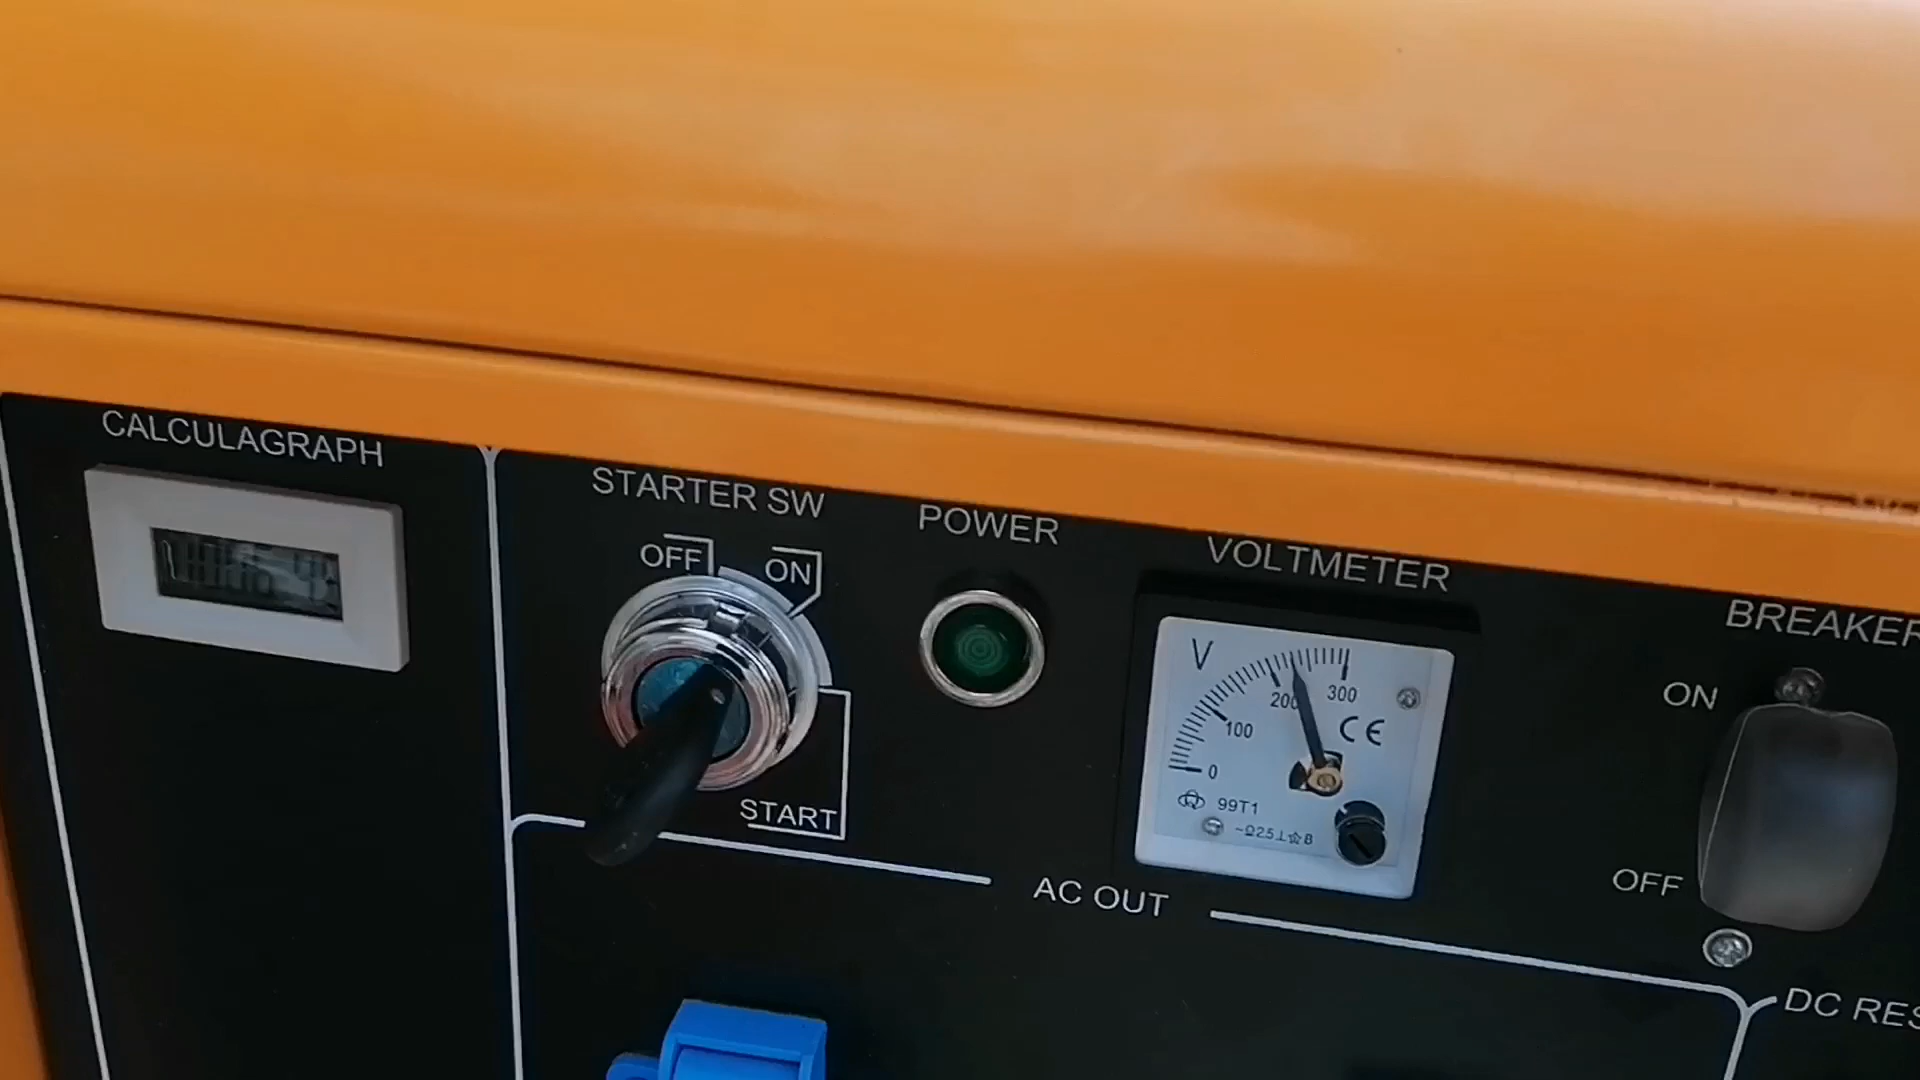 CALCULAGRAPH
STARTER SW
OFF
ON
START
POWER
VOLTMETER
V
0
100
200
300
CE
99T1
BREAKER
ON
OFF
AC OUT
DC RES